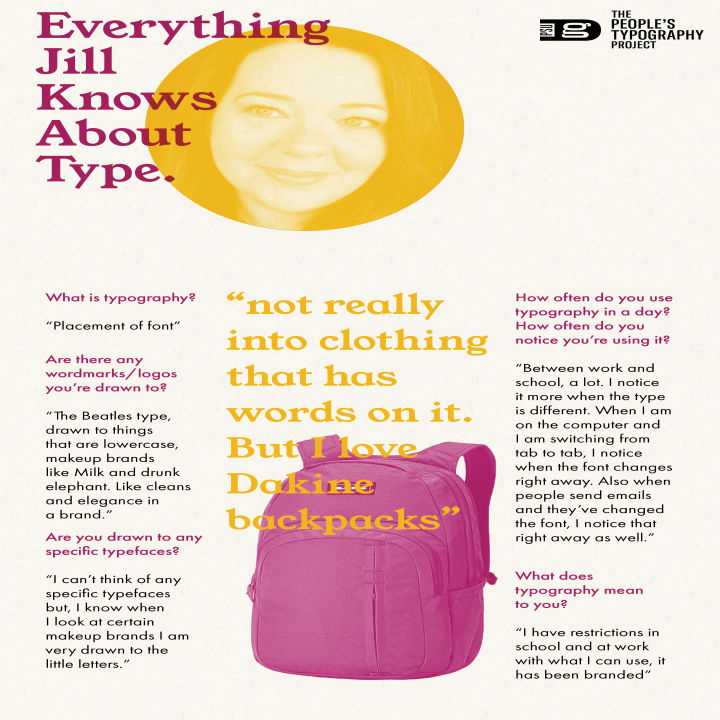 Everything
Jill
Knows
About
Type.
THE
PEOPLE'S
TYPOGRAPHY
PROJECT
What is typography?
“Placement of font”
Are there any
wordmarks/logos
you're drawn to?
“The Beatles type,
drawn to things
that are lowercase,
makeup brands
like Milk and drunk
elephant. Like cleans
and elegance in
a brand.”
Are you drawn to any
specific typefaces?
“I can't think of any
specific typefaces
but, I know when
I look at certain
makeup brands I am
very drawn to the
little letters.”
“not really
into clothing
that has
words on it.
But I love
Dakine
backpacks”
How often do you use
typography in a day?
How often do you
notice you're using it?
“Between work and
school, a lot. I notice
it more when the type
is different. When I am
on the computer and
I am switching from
tab to tab, I notice
when the font changes
right away. Also when
people send emails
and they've changed
the font, I notice that
right away as well.”
What does
typography mean
to you?
“I have restrictions in
school and at work
with what I can use, it
has been branded”